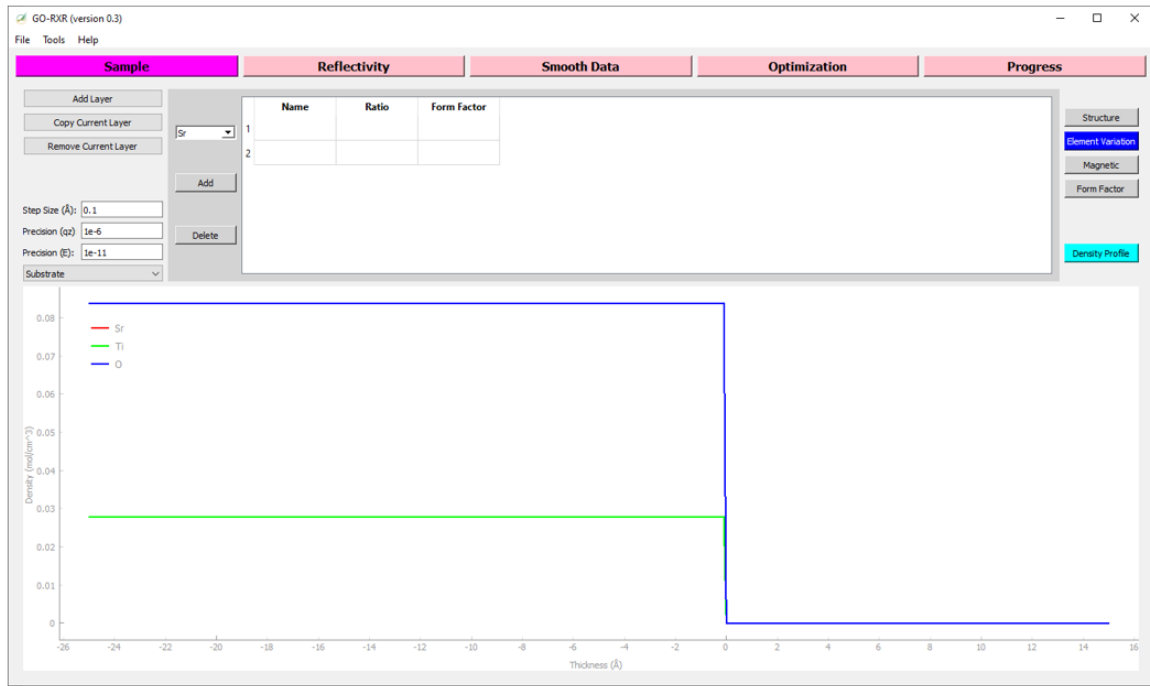 GO-RXR (version 0.3)
File Tools Help
Sample Reflectivity Smooth Data Optimization Progress
Add Layer
Copy Current Layer
Remove Current Layer
Step Size (Å): 0.1
Precision (qz) 1e-6
Precision (E): 1e-11
Substrate
Sr
Add
Delete
Name Ratio Form Factor
1
2
Structure
Element Variation
Magnetic
Form Factor
Density Profile
Density (mol/cm^3)
0.08
0.07
0.06
0.05
0.04
0.03
0.02
0.01
0
Sr
Ti
O
-26 -24 -22 -20 -18 -16 -14 -12 -10 -8 -6 -4 -2 0 2 4 6 8 10 12 14 16
Thickness (Å)